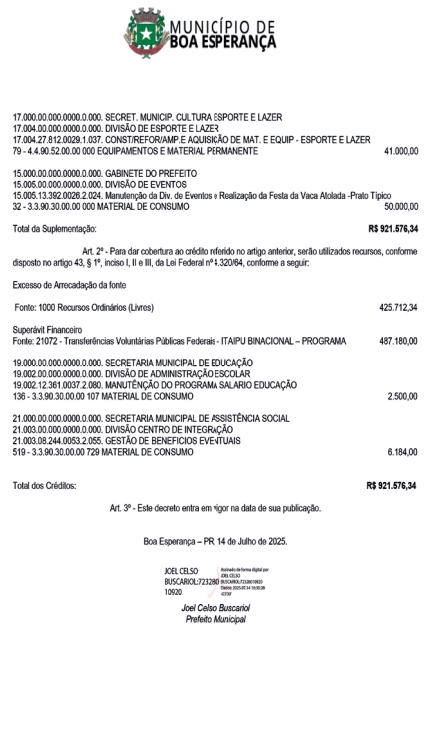 MUNICÍPIO DE
BOA ESPERANÇA
17.000.00.000.0000.0.000. SECRET. MUNICIP. CULTURA ESPORTE E LAZER
17.004.00.000.0000.0.000. DIVISÃO DE ESPORTE E LAZER
17.004.27.812.0029.1.037. CONST/REFOR/AMP.E AQUISIÇÃO DE MAT. E EQUIP - ESPORTE E LAZER
79 - 4.4.90.52.00.00 000 EQUIPAMENTOS E MATERIAL PERMANENTE 41.000,00
15.000.00.000.0000.0.000. GABINETE DO PREFEITO
15.005.00.000.0000.0.000. DIVISÃO DE EVENTOS
15.005.13.392.0026.2.024. Manutenção da Div. de Eventos e Realização da Festa da Vaca Atolada -Prato Típico
32 - 3.3.90.30.00.00 000 MATERIAL DE CONSUMO 50.000,00
Total da Suplementação: R$ 921.576,34
Art. 2º - Para dar cobertura ao crédito referido no artigo anterior, serão utilizados recursos, conforme
disposto no artigo 43, § 1º, inciso I, II e III, da Lei Federal nº 4.320/64, conforme a seguir:
Excesso de Arrecadação da fonte
Fonte: 1000 Recursos Ordinários (Livres) 425.712,34
Superávit Financeiro
Fonte: 21072 - Transferências Voluntárias Públicas Federais - ITAIPU BINACIONAL – PROGRAMA 487.180,00
19.000.00.000.0000.0.000. SECRETARIA MUNICIPAL DE EDUCAÇÃO
19.002.00.000.0000.0.000. DIVISÃO DE ADMINISTRAÇÃO ESCOLAR
19.002.12.361.0037.2.080. MANUTÊNÇÃO DO PROGRAMA SALARIO EDUCAÇÃO
136 - 3.3.90.30.00.00 107 MATERIAL DE CONSUMO 2.500,00
21.000.00.000.0000.0.000. SECRETARIA MUNICIPAL DE ASSISTÊNCIA SOCIAL
21.003.00.000.0000.0.000. DIVISÃO CENTRO DE INTEGRAÇÃO
21.003.08.244.0053.2.055. GESTÃO DE BENEFICIOS EVENTUAIS
519 - 3.3.90.30.00.00 729 MATERIAL DE CONSUMO 6.184,00
Total dos Créditos: R$ 921.576,34
Art. 3º - Este decreto entra em vigor na data de sua publicação.
Boa Esperança – PR, 14 de Julho de 2025.
JOEL CELSO
BUSCARIOL:723280
10920
Assinado de forma digital por
JOEL CELSO
BUSCARIOL:72328010920
Joel Celso Buscariol
Prefeito Municipal